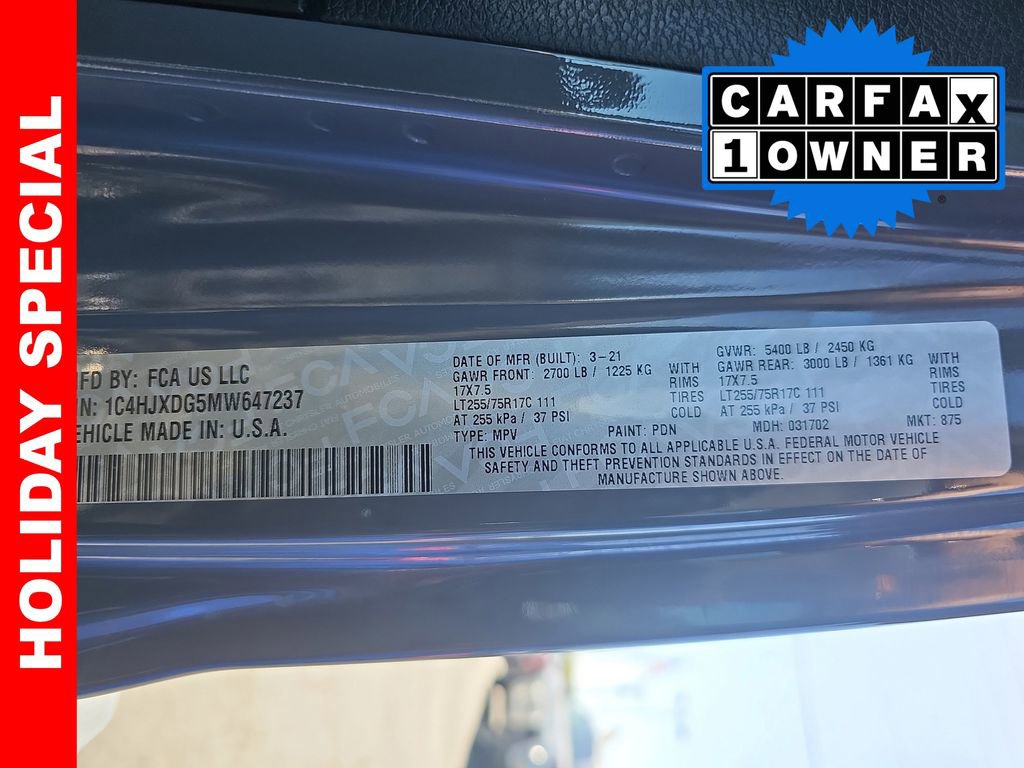 HOLIDAY SPECIAL
CARFAX
1 OWNER
MFD BY: FCA US LLC
VIN: 1C4HJXDG5MW647237
VEHICLE MADE IN: U.S.A.
DATE OF MFR (BUILT): 3-21
GAWR FRONT: 2700 LB / 1225 KG WITH
17X7.5 RIMS
LT255/75R17C 111 TIRES
AT 255 kPa / 37 PSI COLD
TYPE: MPV
GVWR: 5400 LB / 2450 KG
GAWR REAR: 3000 LB / 1361 KG WITH
17X7.5 RIMS
LT255/75R17C 111 TIRES
AT 255 kPa / 37 PSI COLD
PAINT: PDN MDH: 031702 MKT: 875
THIS VEHICLE CONFORMS TO ALL APPLICABLE U.S.A. FEDERAL MOTOR VEHICLE
SAFETY AND THEFT PREVENTION STANDARDS IN EFFECT ON THE DATE OF
MANUFACTURE SHOWN ABOVE.